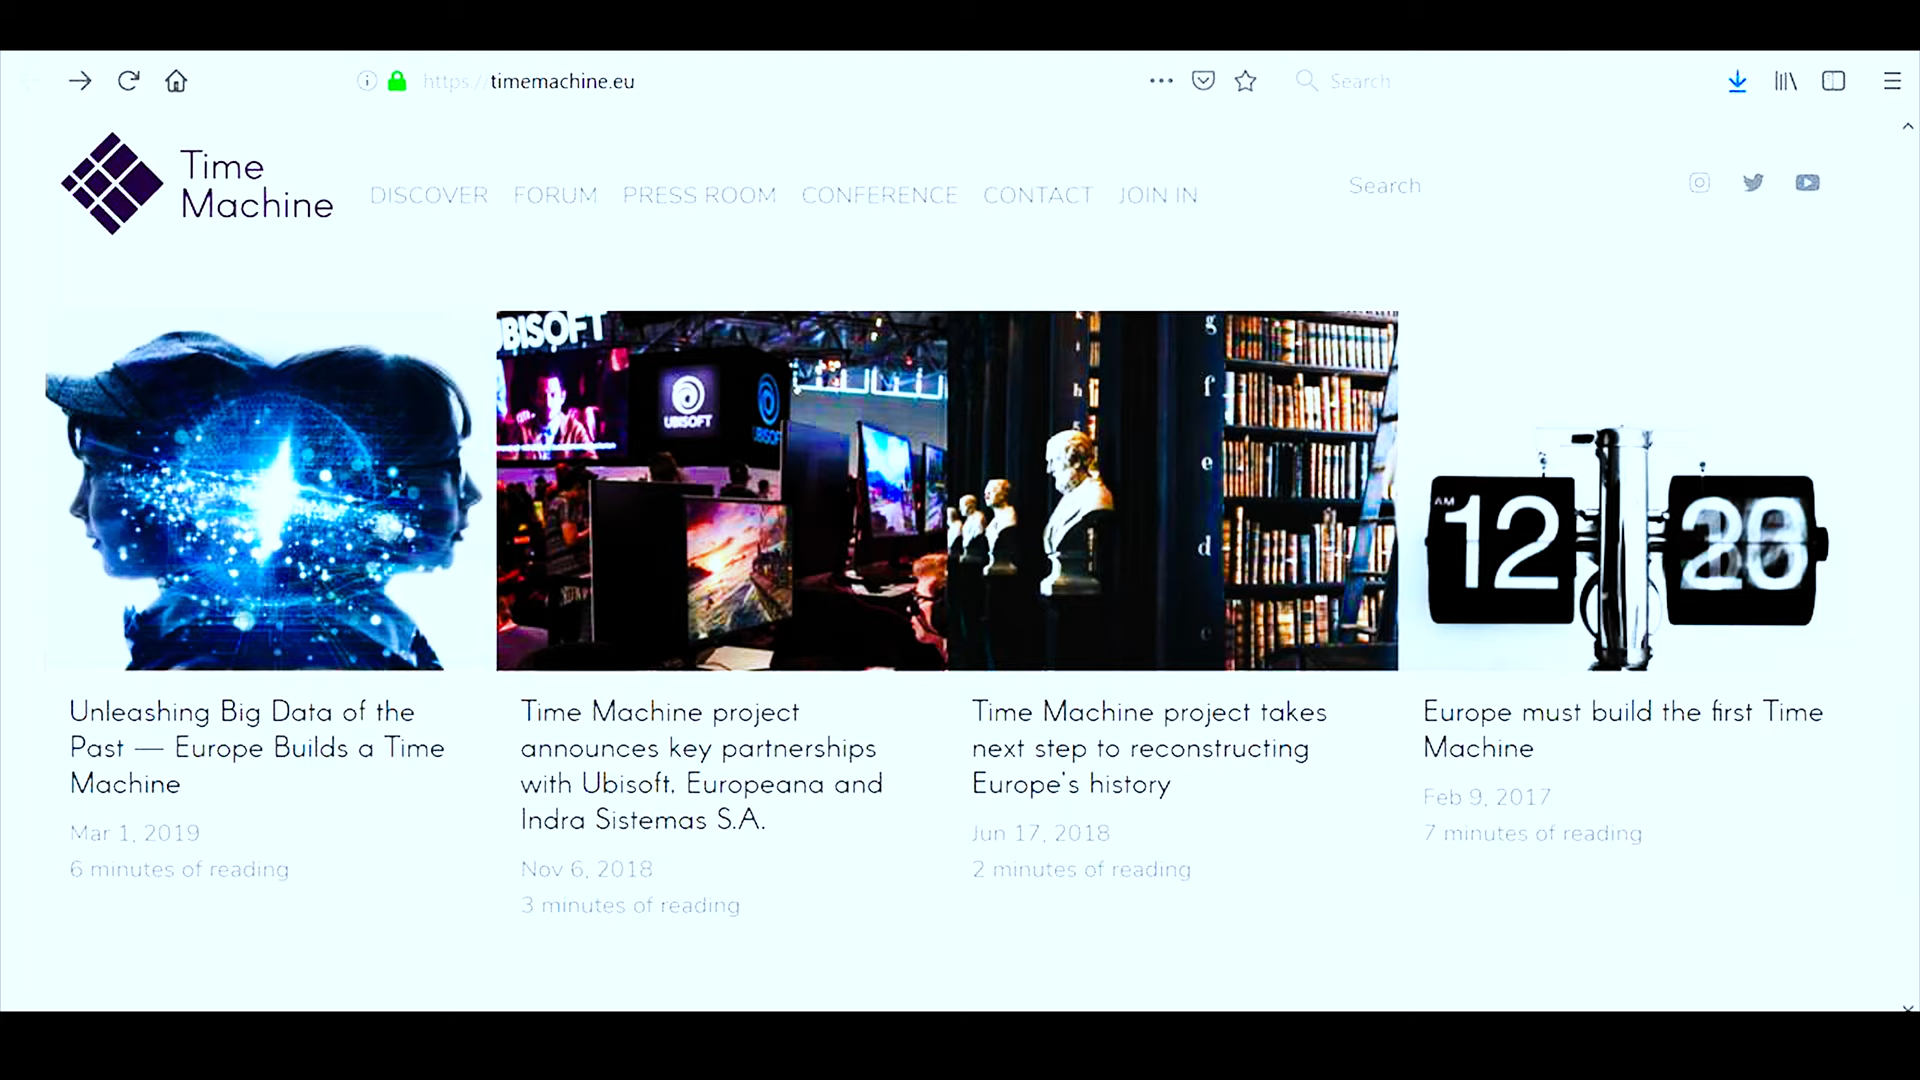 https://timemachine.eu
Search
Time
Machine
DISCOVER FORUM PRESS ROOM CONFERENCE CONTACT JOIN IN
Search
UBISOFT
UBISOFT
g
f
e
d
c
h
AM
12
Unleashing Big Data of the
Past — Europe Builds a Time
Machine
Mar 1, 2019
6 minutes of reading
Time Machine project
announces key partnerships
with Ubisoft, Europeana and
Indra Sistemas S.A.
Nov 6, 2018
3 minutes of reading
Time Machine project takes
next step to reconstructing
Europe's history
Jun 17, 2018
2 minutes of reading
Europe must build the first Time
Machine
Feb 9, 2017
7 minutes of reading